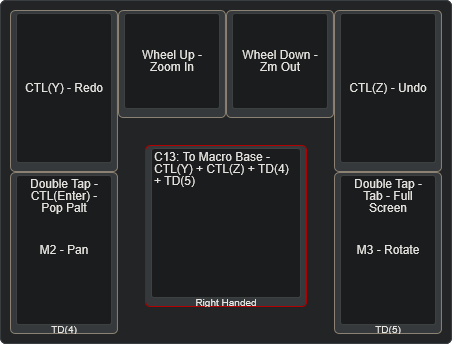 CTL(Y) - Redo
Wheel Up -
Zoom In
Wheel Down -
Zm Out
CTL(Z) - Undo
Double Tap -
CTL(Enter) -
Pop Palt
M2 - Pan
TD(4)
C13: To Macro Base -
CTL(Y) + CTL(Z) + TD(4)
+ TD(5)
Right Handed
Double Tap -
Tab - Full
Screen
M3 - Rotate
TD(5)